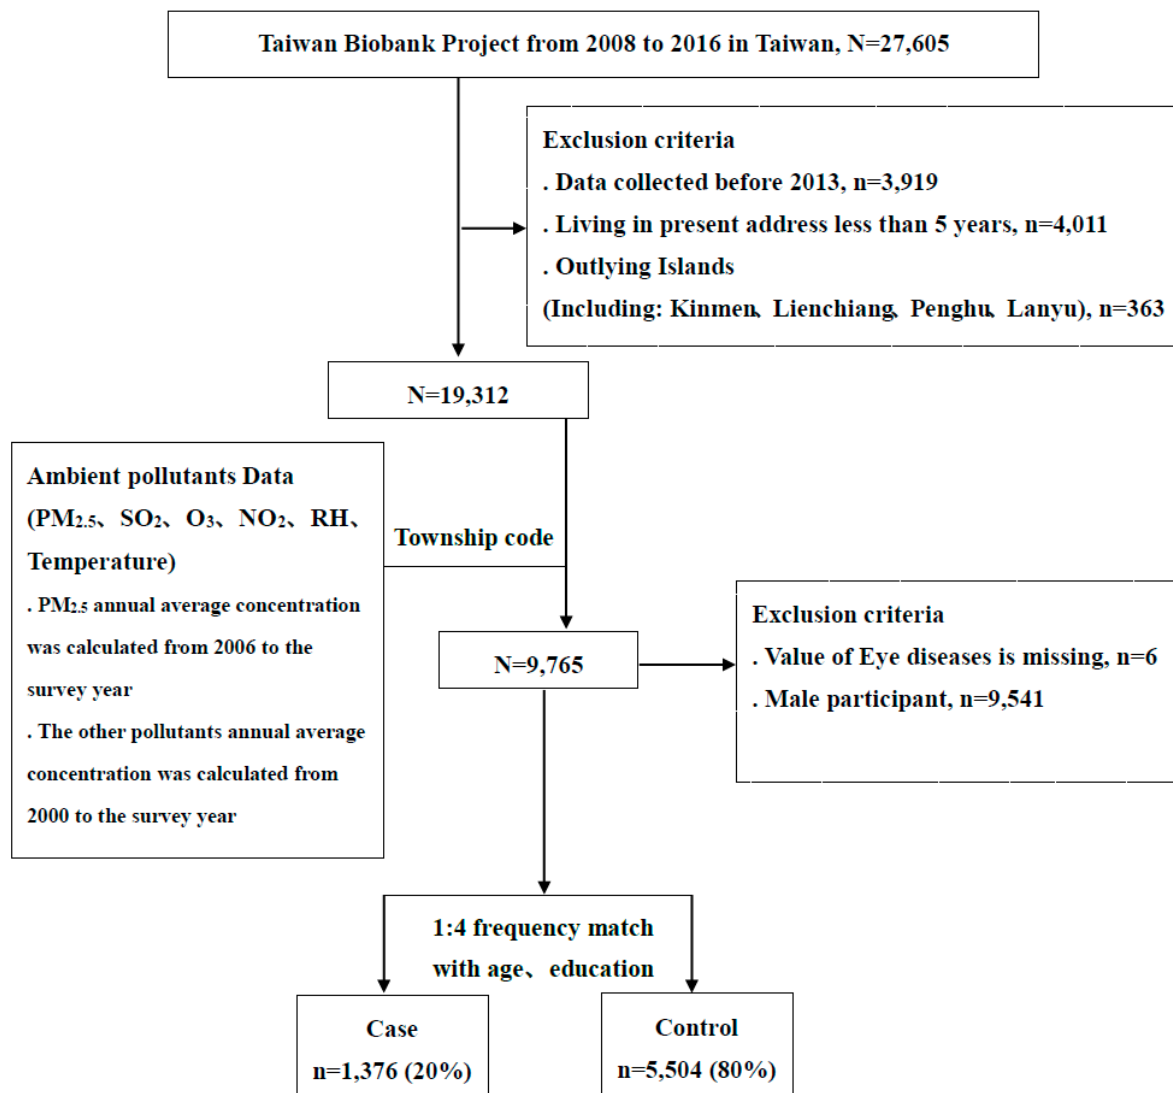 Taiwan Biobank Project from 2008 to 2016 in Taiwan, N=27,605
Exclusion criteria
. Data collected before 2013, n=3,919
. Living in present address less than 5 years, n=4,011
. Outlying Islands
(Including: Kinmen、Lienchiang、Penghu、Lanyu), n=363
N=19,312
Ambient pollutants Data
(PM2.5、SO2、O3、NO2、RH、
Temperature)
. PM2.5 annual average concentration
was calculated from 2006 to the
survey year
. The other pollutants annual average
concentration was calculated from
2000 to the survey year
Township code
N=9,765
Exclusion criteria
. Value of Eye diseases is missing, n=6
. Male participant, n=9,541
1:4 frequency match
with age、education
Case
n=1,376 (20%)
Control
n=5,504 (80%)